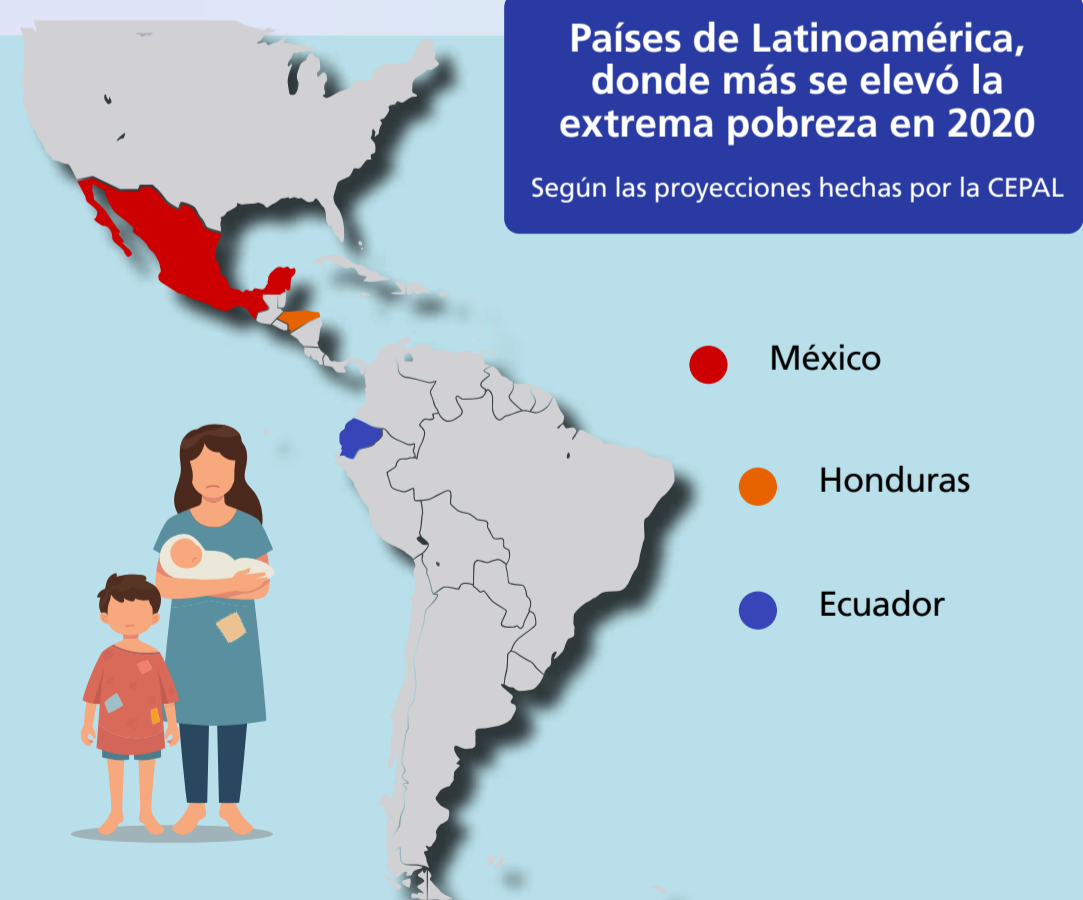 Países de Latinoamérica,
donde más se elevó la
extrema pobreza en 2020
Según las proyecciones hechas por la CEPAL
México
Honduras
Ecuador